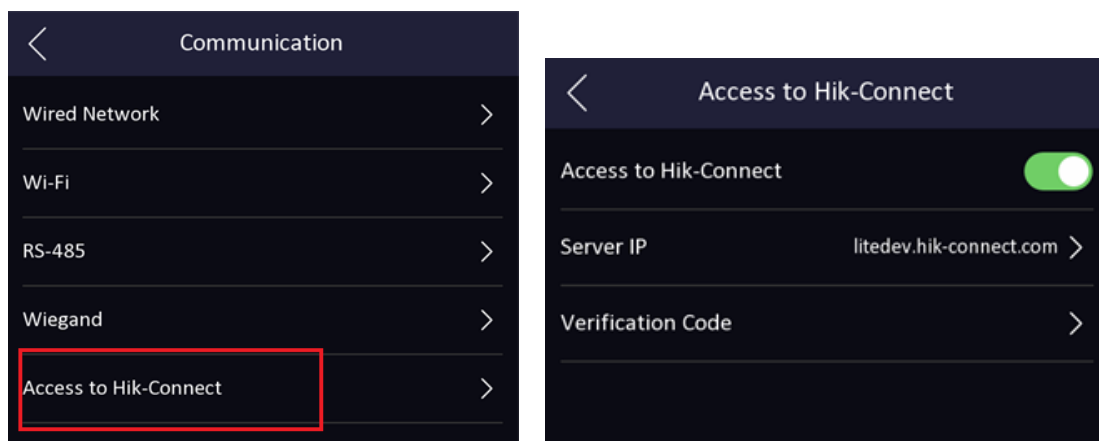 Communication
Wired Network
Wi-Fi
RS-485
Wiegand
Access to Hik-Connect
Access to Hik-Connect
Access to Hik-Connect
Server IP litedev.hik-connect.com
Verification Code